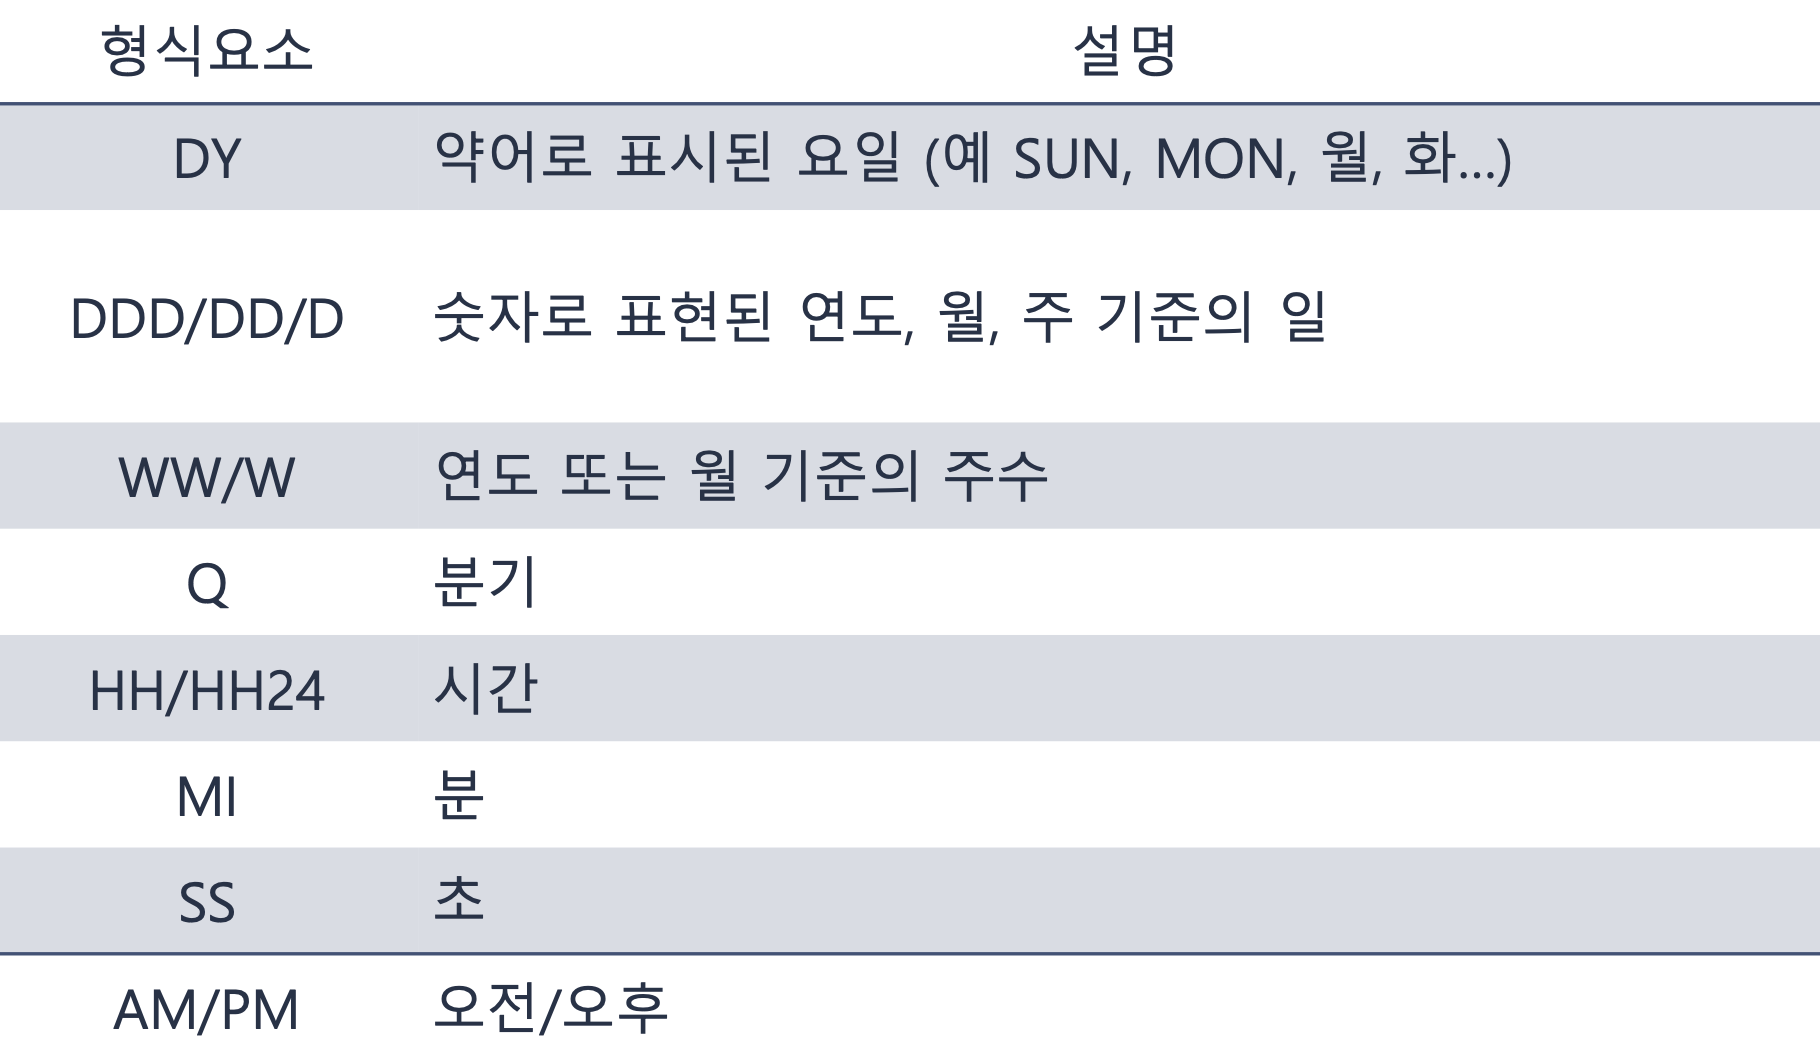 형식요소 설명
DY 약어로 표시된 요일 (예 SUN, MON, 월, 화...)
DDD/DD/D 숫자로 표현된 연도, 월, 주 기준의 일
WW/W 연도 또는 월 기준의 주수
Q 분기
HH/HH24 시간
MI 분
SS 초
AM/PM 오전/오후